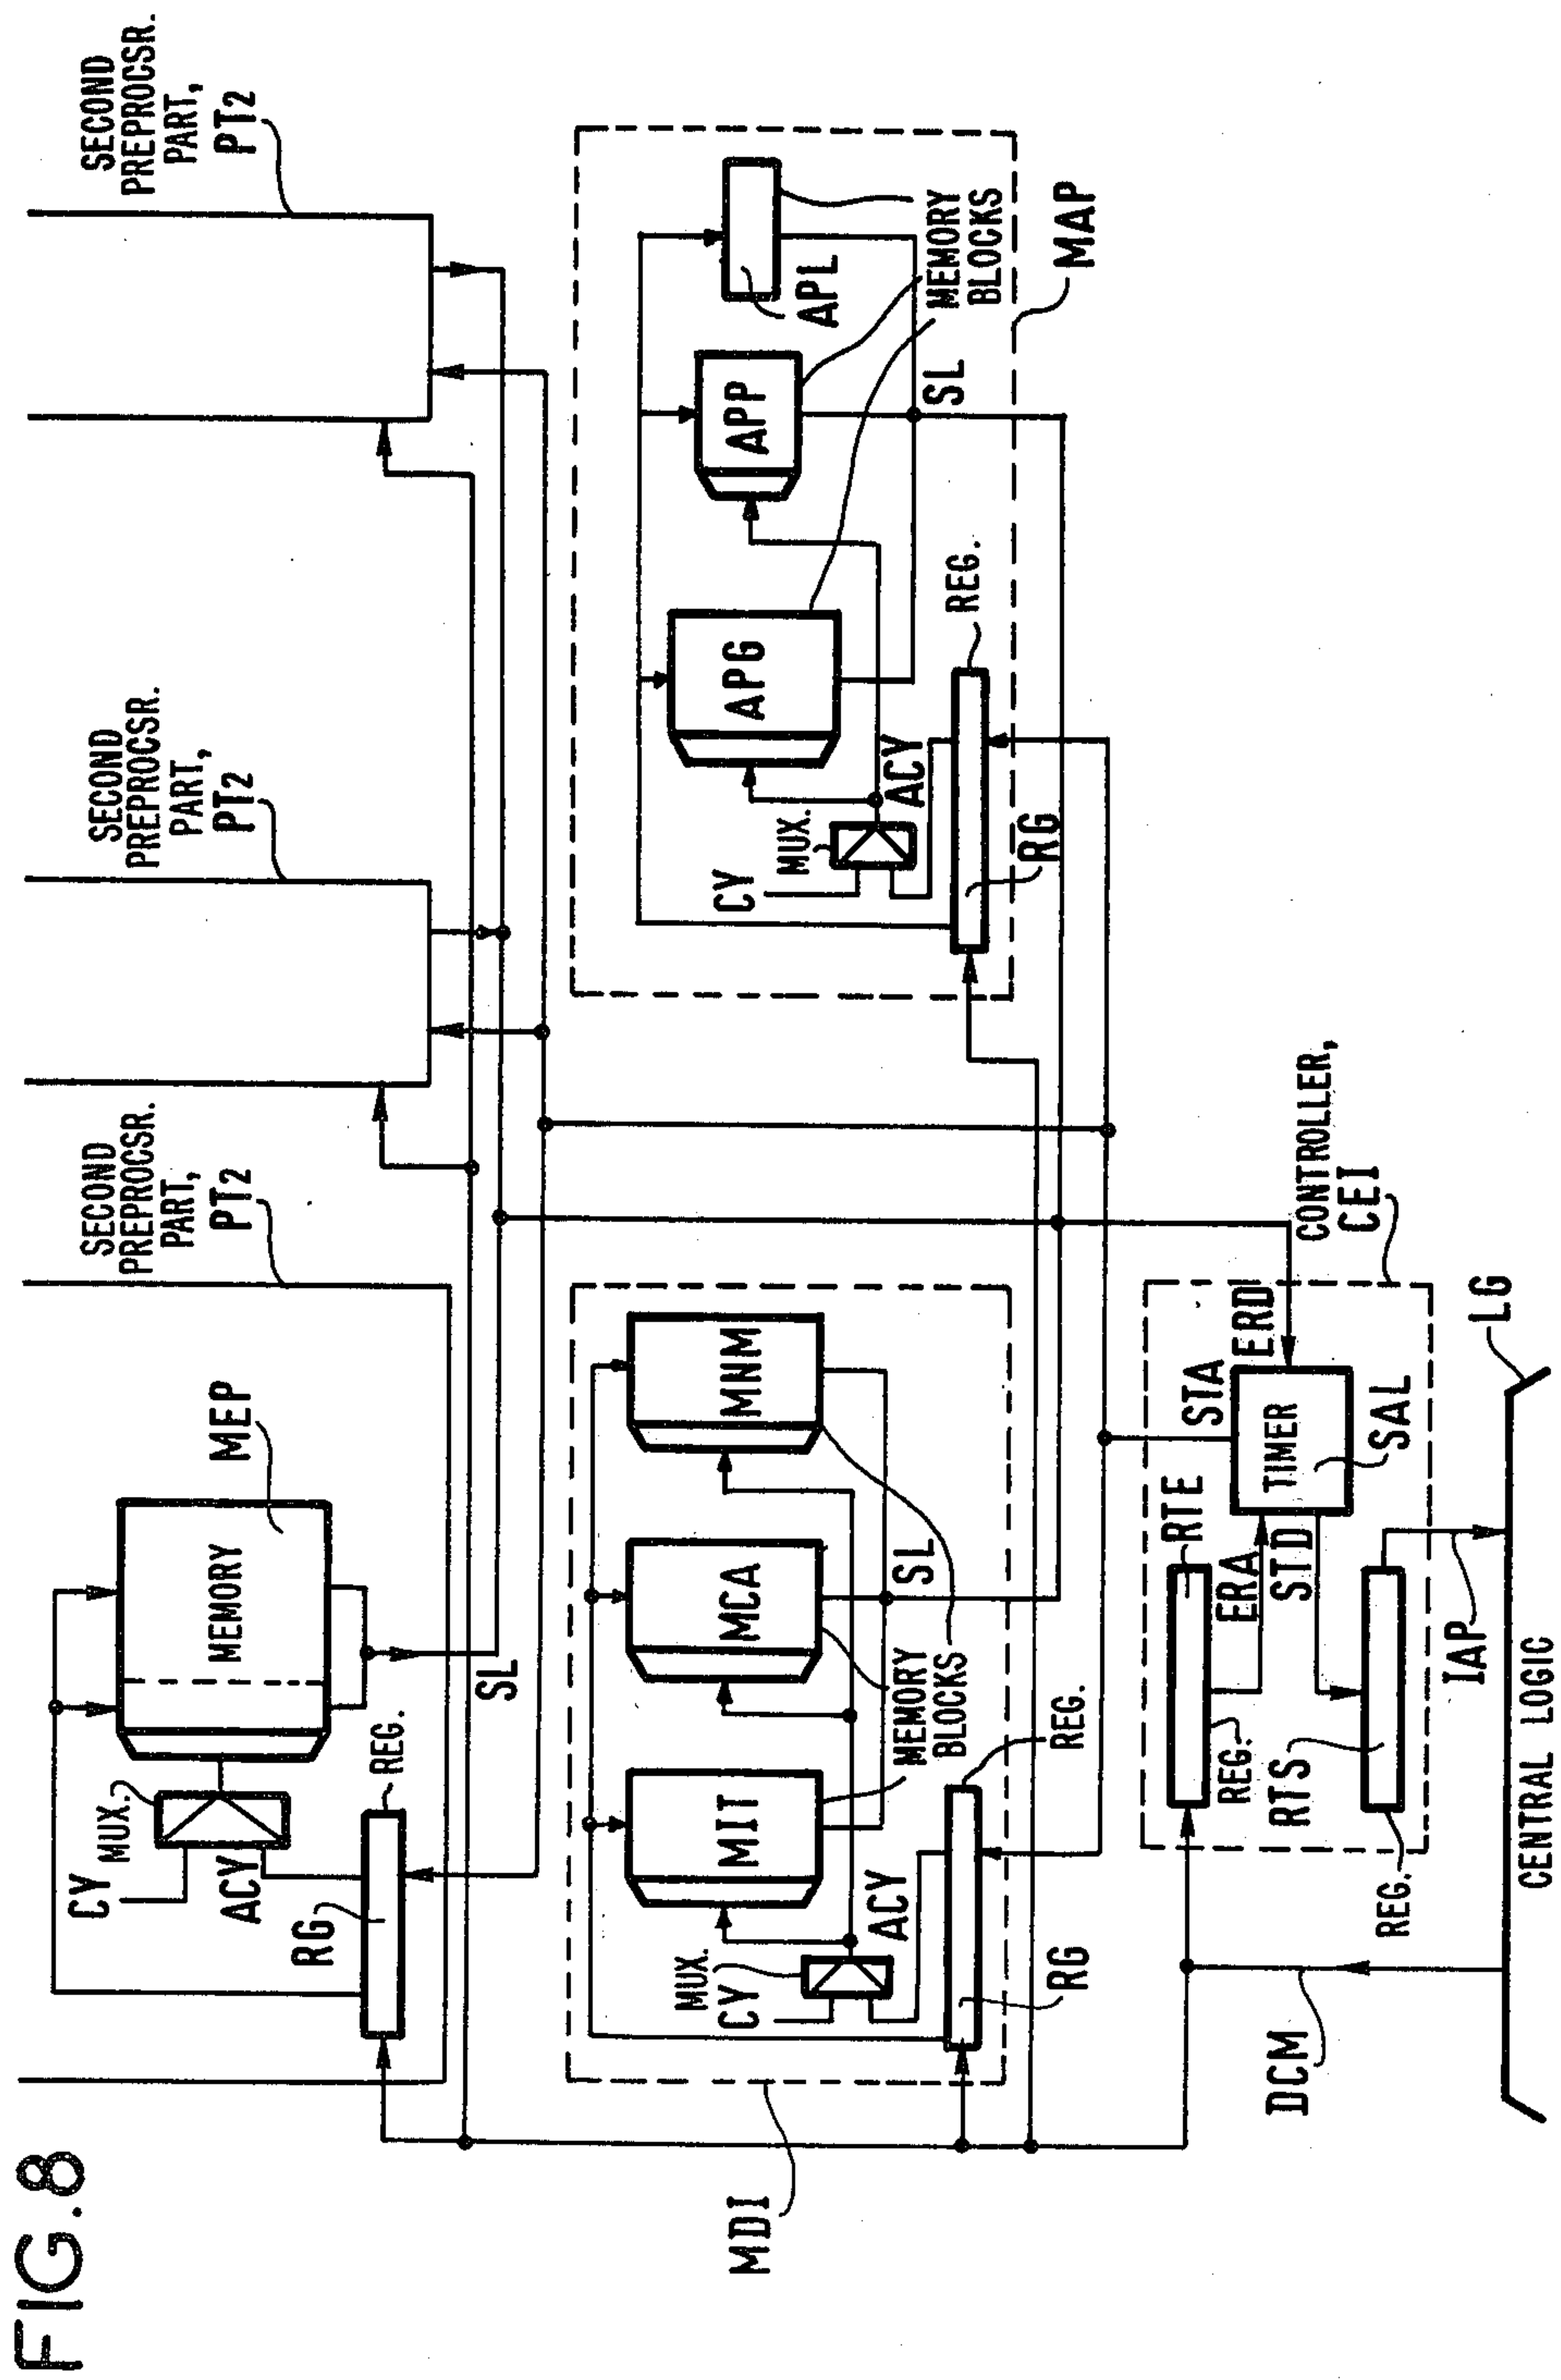 FIG.8
SECOND
PREPROCSR.
PART,
PT2
SECOND
PREPROCSR.
PART,
PT2
SECOND
PREPROCSR.
PART,
PT2
MEMORY
MEP
MUX.
CY
ACY
REG.
RG
SL
MDI
MIT
MCA
MNM
MEMORY
BLOCKS
SL
MUX.
CY
ACY
REG.
RG
APG
APP
APL
MEMORY
BLOCKS
MAP
SL
MUX.
CY
ACY
REG.
RG
CONTROLLER,
CEI
RTE
REG.
ERA
STA
ERD
TIMER
SAL
STD
RTS
REG.
IAP
DCM
LG
CENTRAL LOGIC